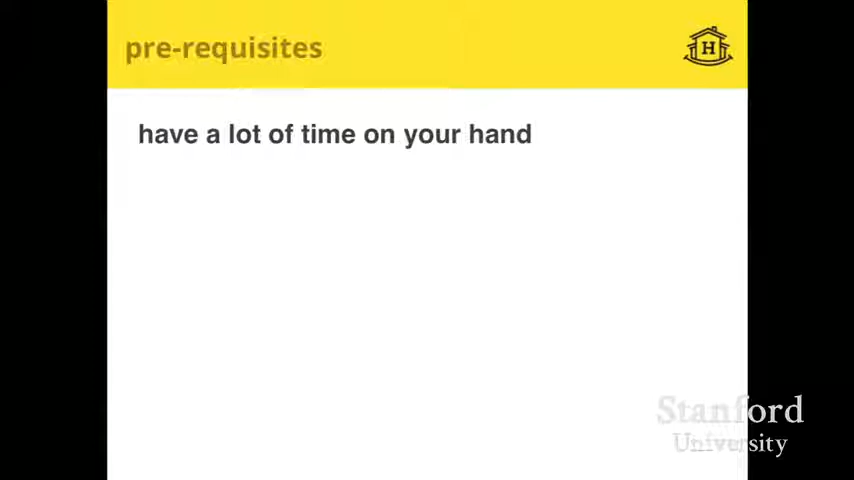 pre-requisites
H
have a lot of time on your hand
Stanford
University